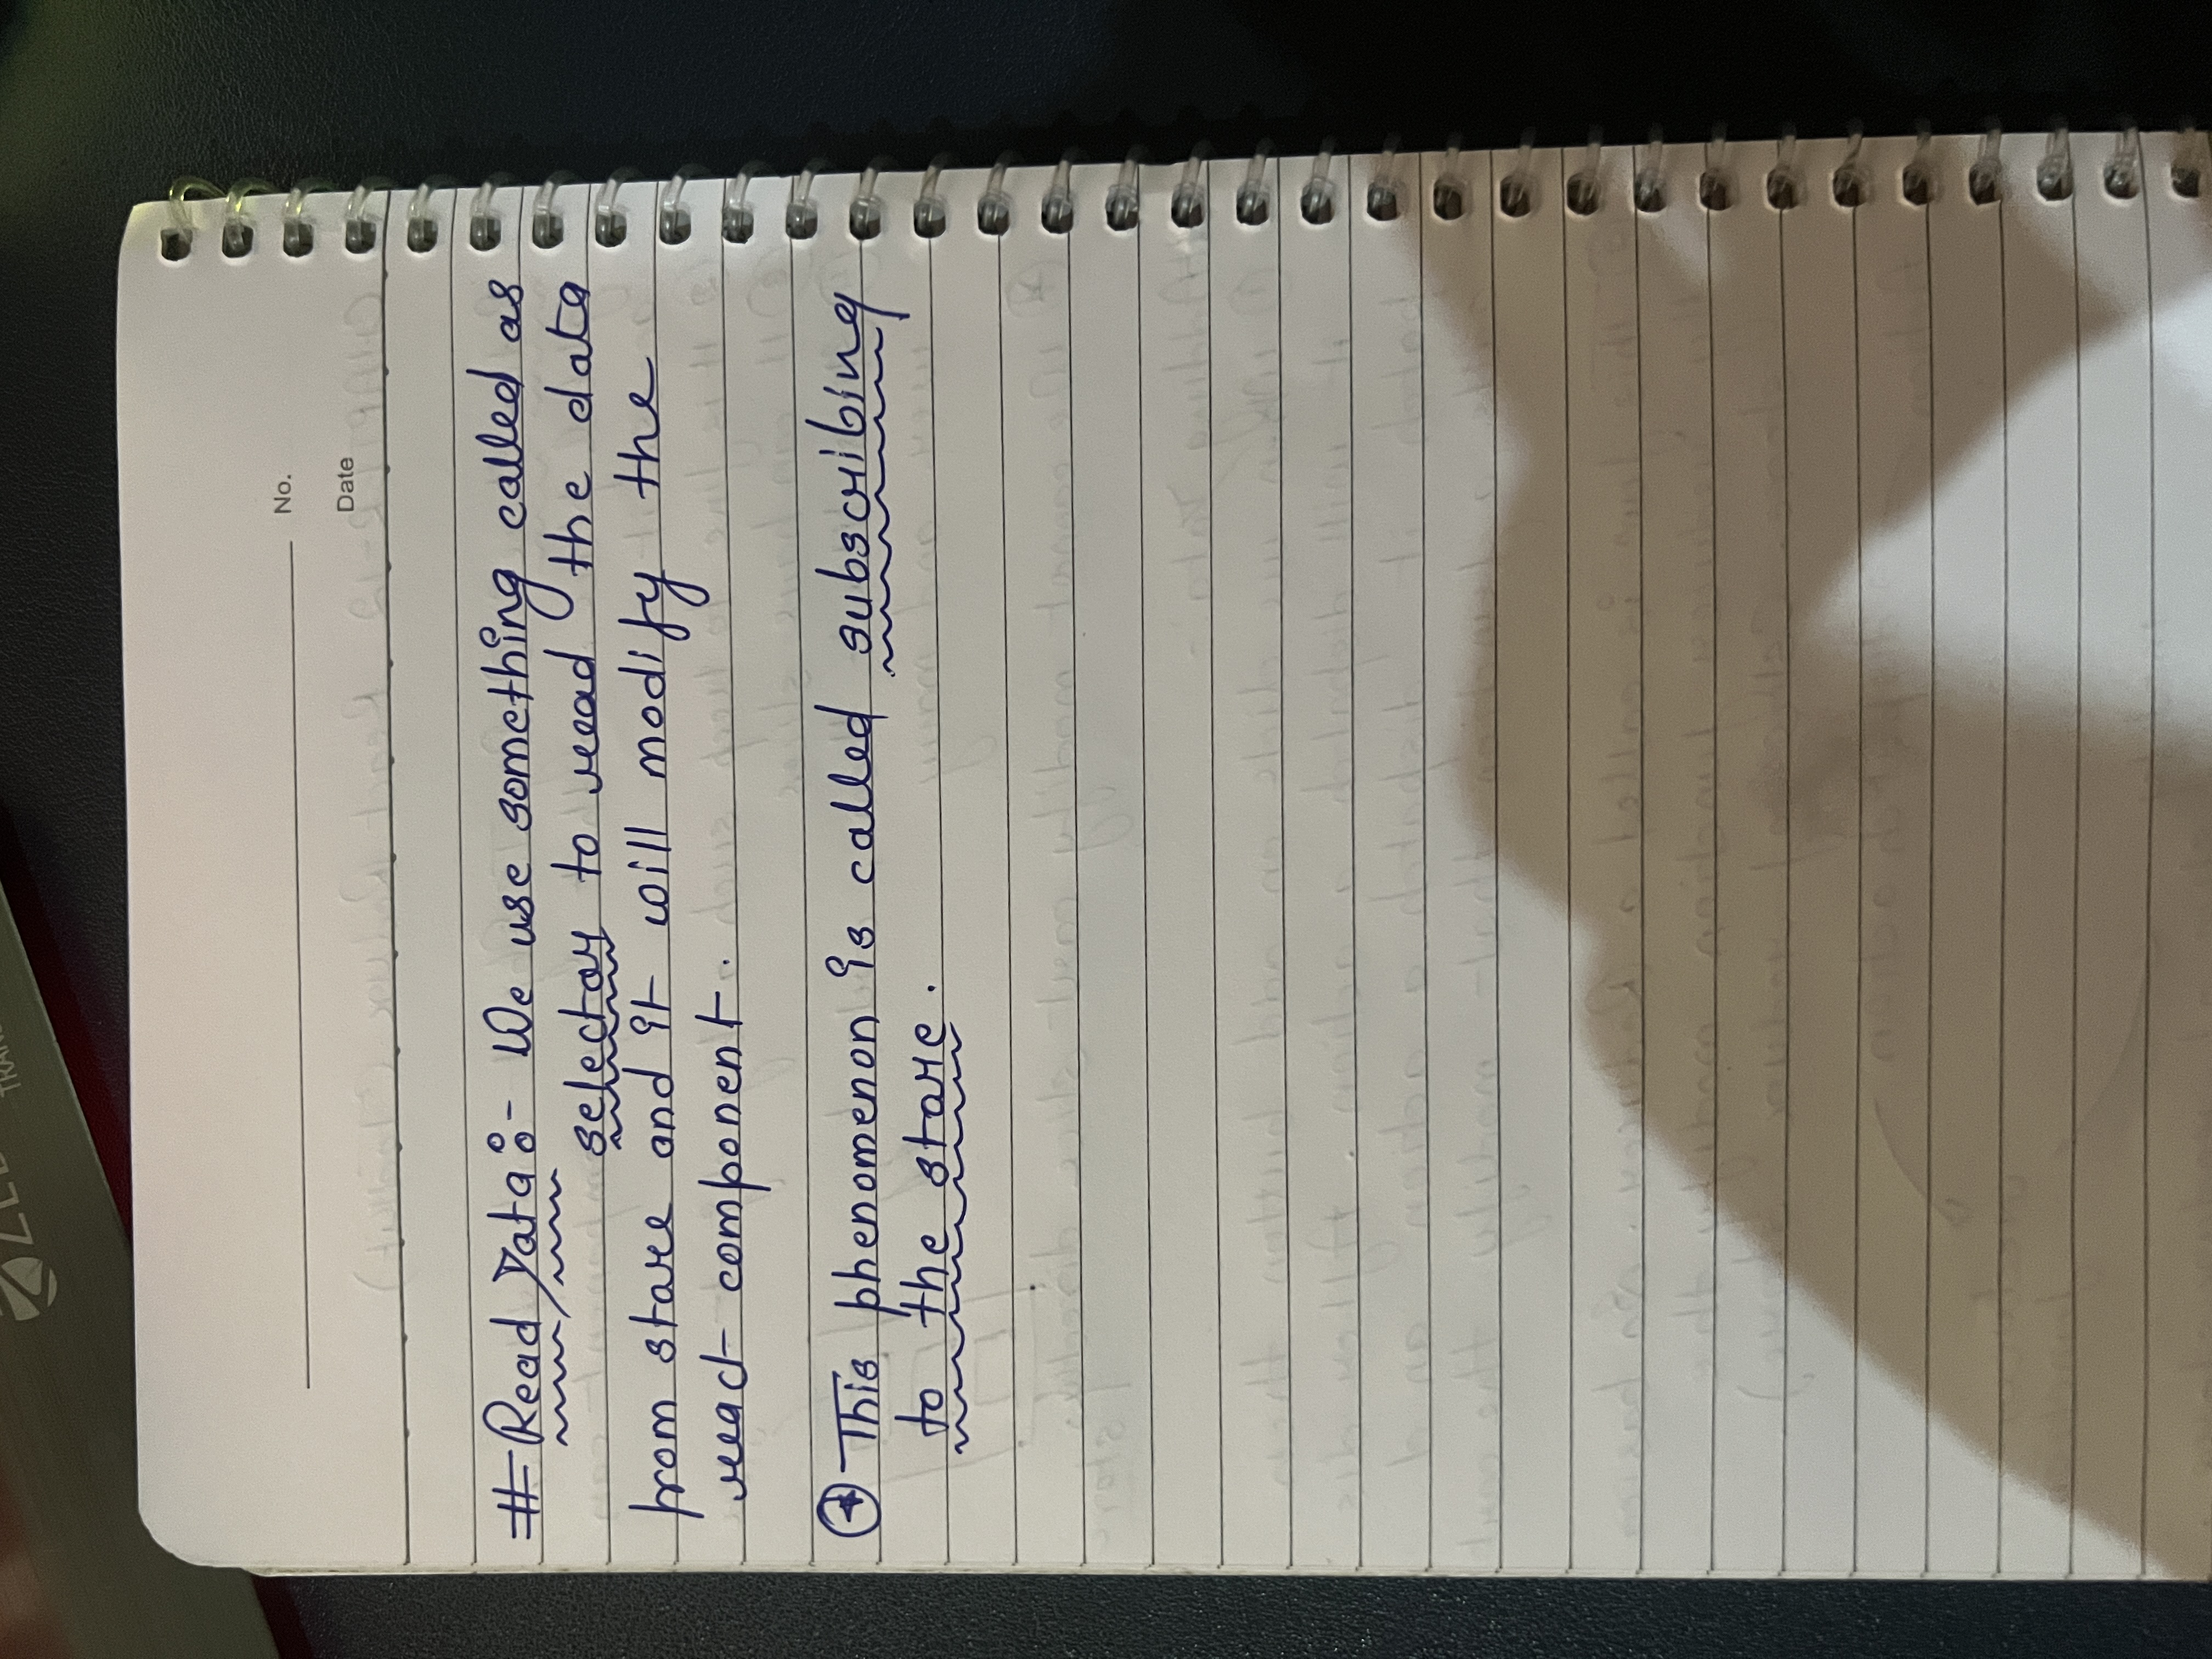 No.
Date
# Read Data :- We use something called as
selector to read the data
from store and it will modify the
react component.
This phenomenon is called subscribing
to the store.